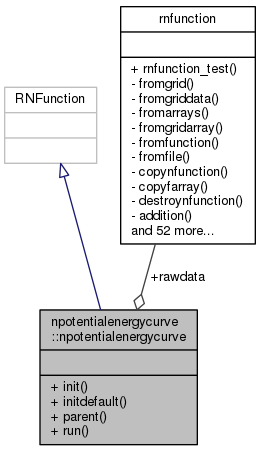 rnfunction
+ rnfunction_test()
- fromgrid()
- fromgriddata()
- fromarrays()
- fromgridarray()
- fromfunction()
- fromfile()
- copynfunction()
- copyfarray()
- destroynfunction()
- addition()
and 52 more...
RNFunction
+rawdata
npotentialenergycurve
::npotentialenergycurve
+ init()
+ initdefault()
+ parent()
+ run()